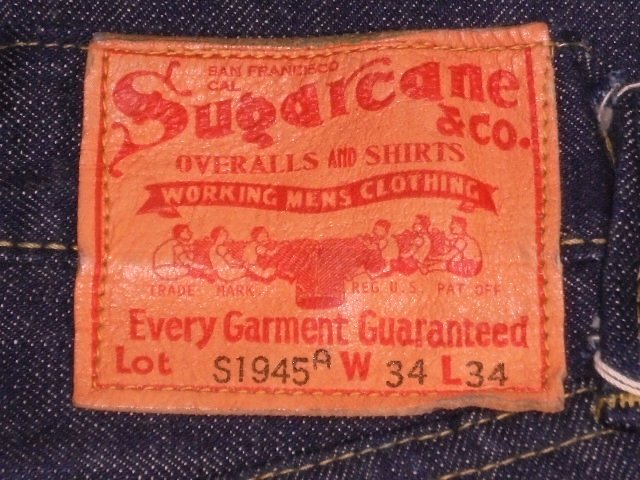 SAN FRANCISCO
CAL.
Sugarcane
& CO.
OVERALLS AND SHIRTS
WORKING MENS CLOTHING
TRADE MARK REG U.S. PAT OFF
Every Garment Guaranteed
Lot S1945A W 34 L 34